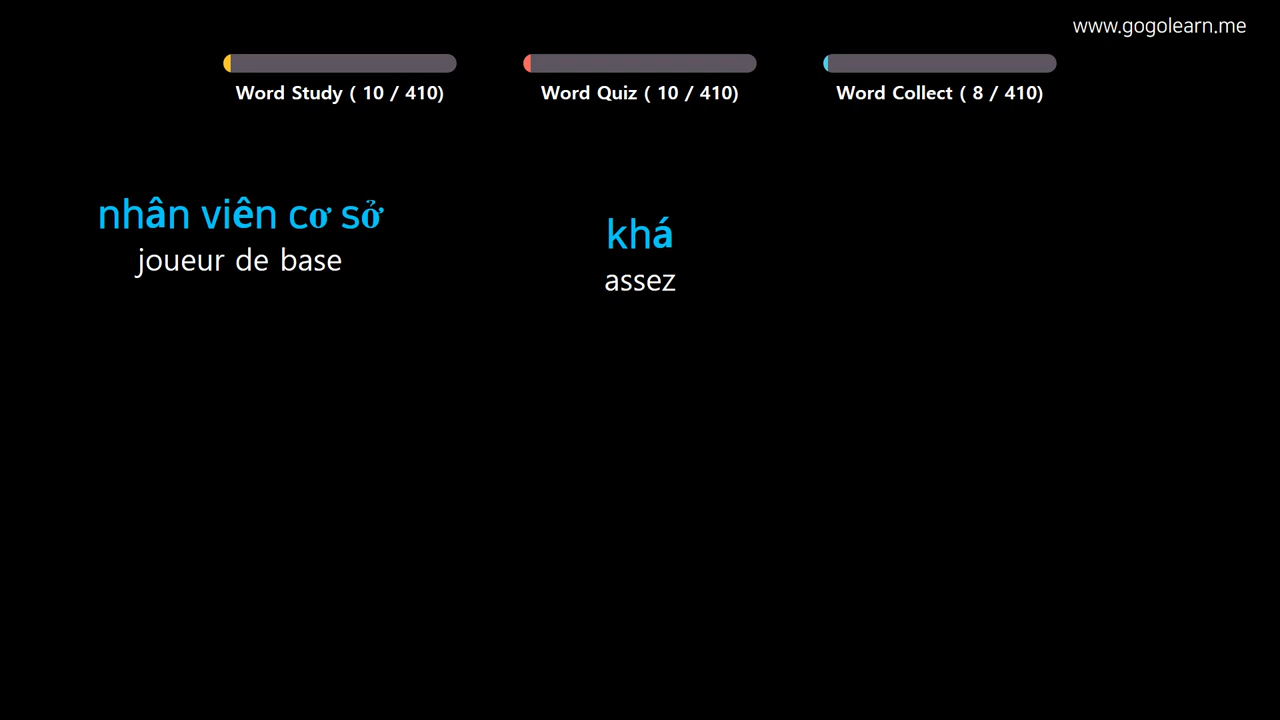 www.gogolearn.me
Word Study ( 10 / 410)
Word Quiz ( 10 / 410)
Word Collect ( 8 / 410)
nhân viên cơ sở
joueur de base
khá
assez